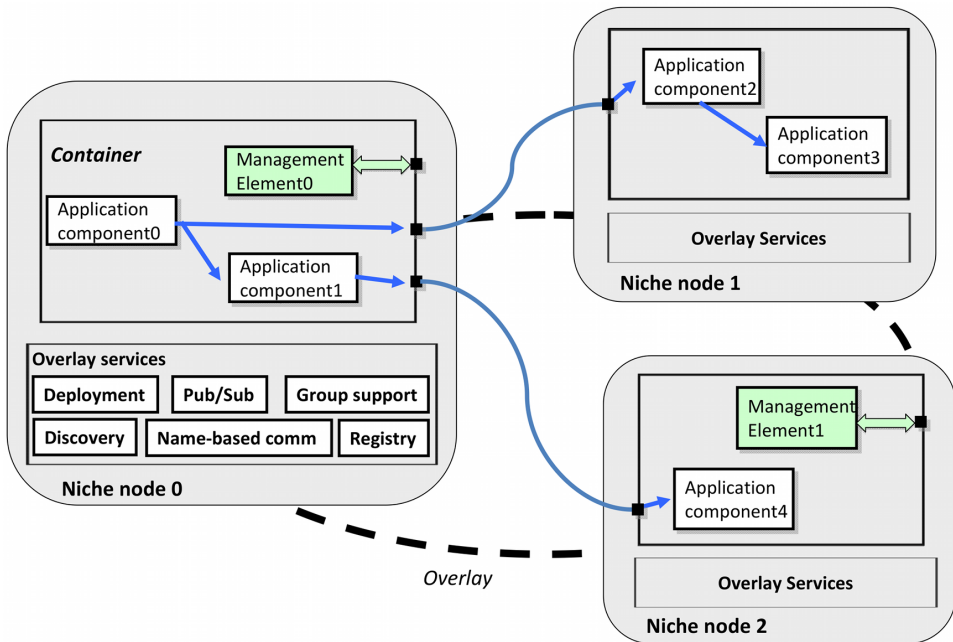 Container
Management
Element0
Application
component0
Application
component1
Overlay services
Deployment
Pub/Sub
Group support
Discovery
Name-based comm
Registry
Niche node 0
Application
component2
Application
component3
Overlay Services
Niche node 1
Management
Element1
Application
component4
Overlay Services
Niche node 2
Overlay